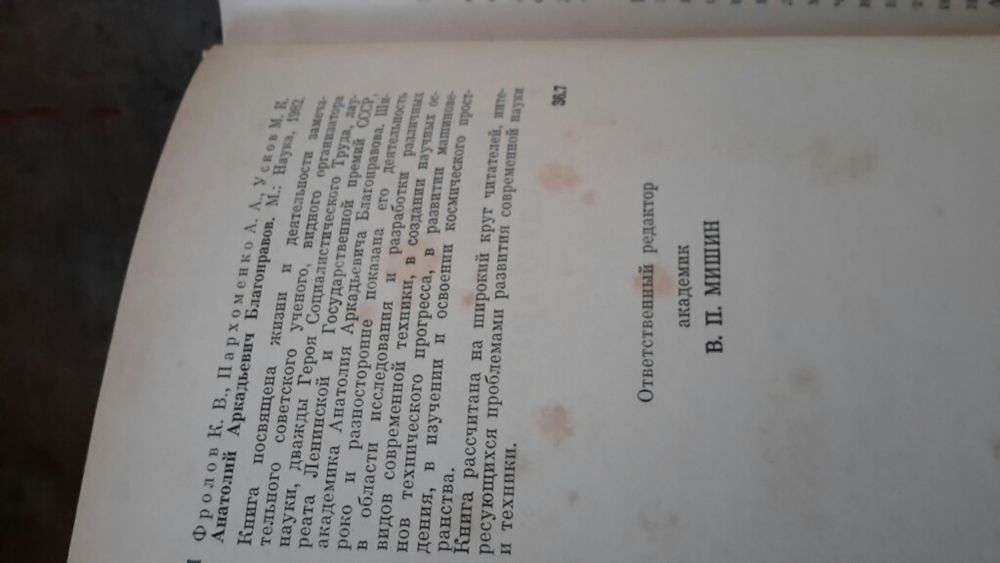 Фролов К. В., Пархоменко А. А., Усков М. К.
Анатолий Аркадьевич Благонравов. М.: Наука, 1982.
Книга посвящена жизни и деятельности замеча-
тельного советского ученого, видного организатора
науки, дважды Героя Социалистического Труда, лау-
реата Ленинской и Государственной премий СССР,
академика Анатолия Аркадьевича Благонравова. Ши-
роко и разносторонне показана его деятельность
в области исследования и разработки различных
видов современной техники, в создании научных ос-
нов технического прогресса, в развитии машинове-
дения, в изучении и освоении космического прост-
ранства.
Книга рассчитана на широкий круг читателей, инте-
ресующихся проблемами развития современной науки
и техники.
36.7
Ответственный редактор
академик
В. П. МИШИН